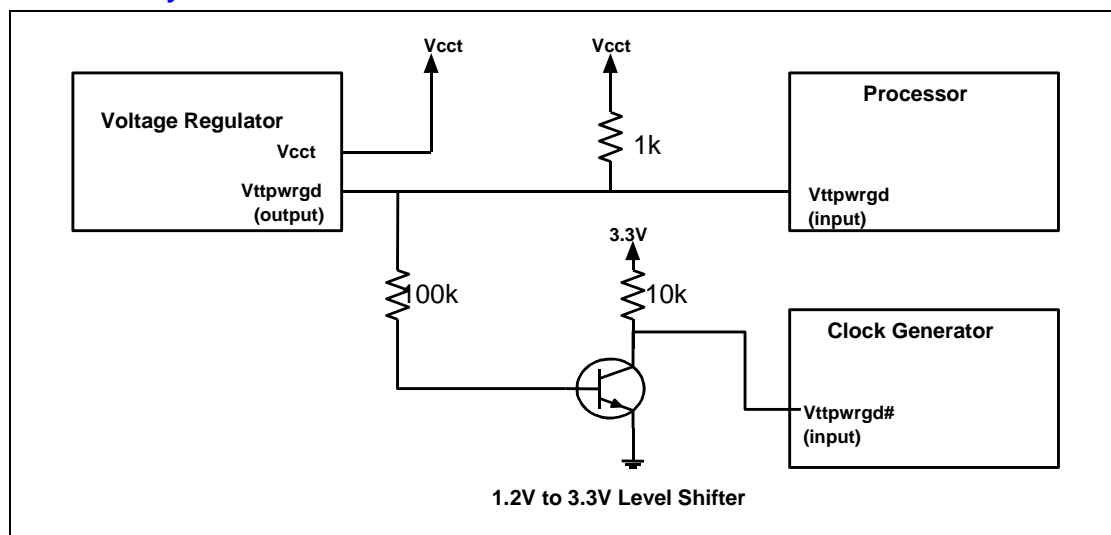 Vcct
Vcct
Voltage Regulator
Vcct
Vttpwrgd
(output)
1k
Processor
Vttpwrgd
(input)
3.3V
100k
10k
Clock Generator
Vttpwrgd#
(input)
1.2V to 3.3V Level Shifter